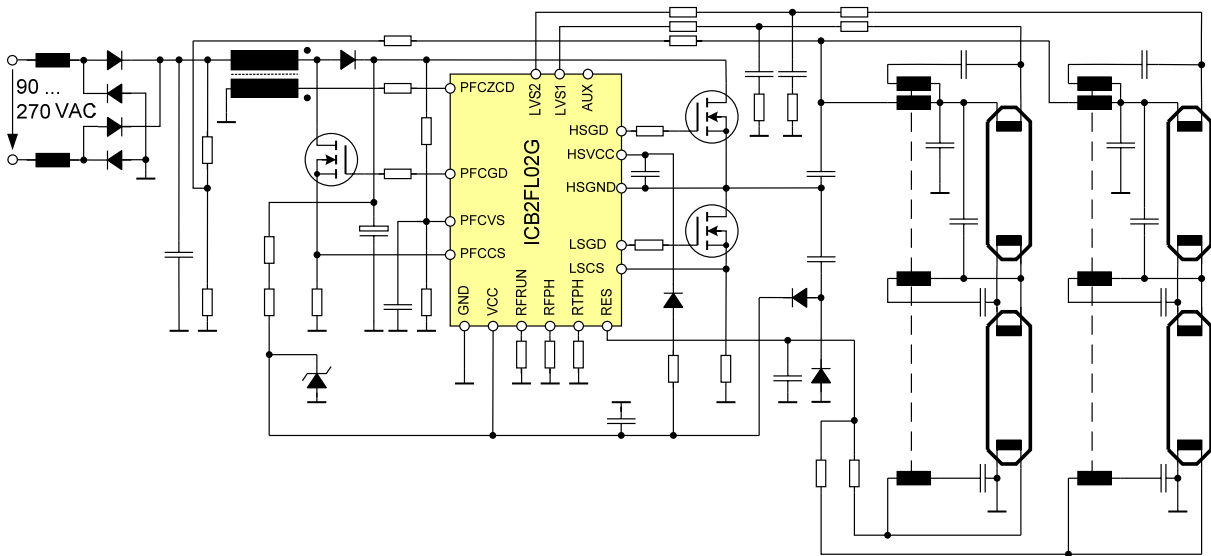 90 ...
270 VAC
PFCZCD
PFCGD
PFCVS
PFCCS
LVS2
LVS1
AUX
HSGD
HSVCC
HSGND
LSGD
LSCS
ICB2FL02G
GND
VCC
RFRUN
RFPH
RTPH
RES